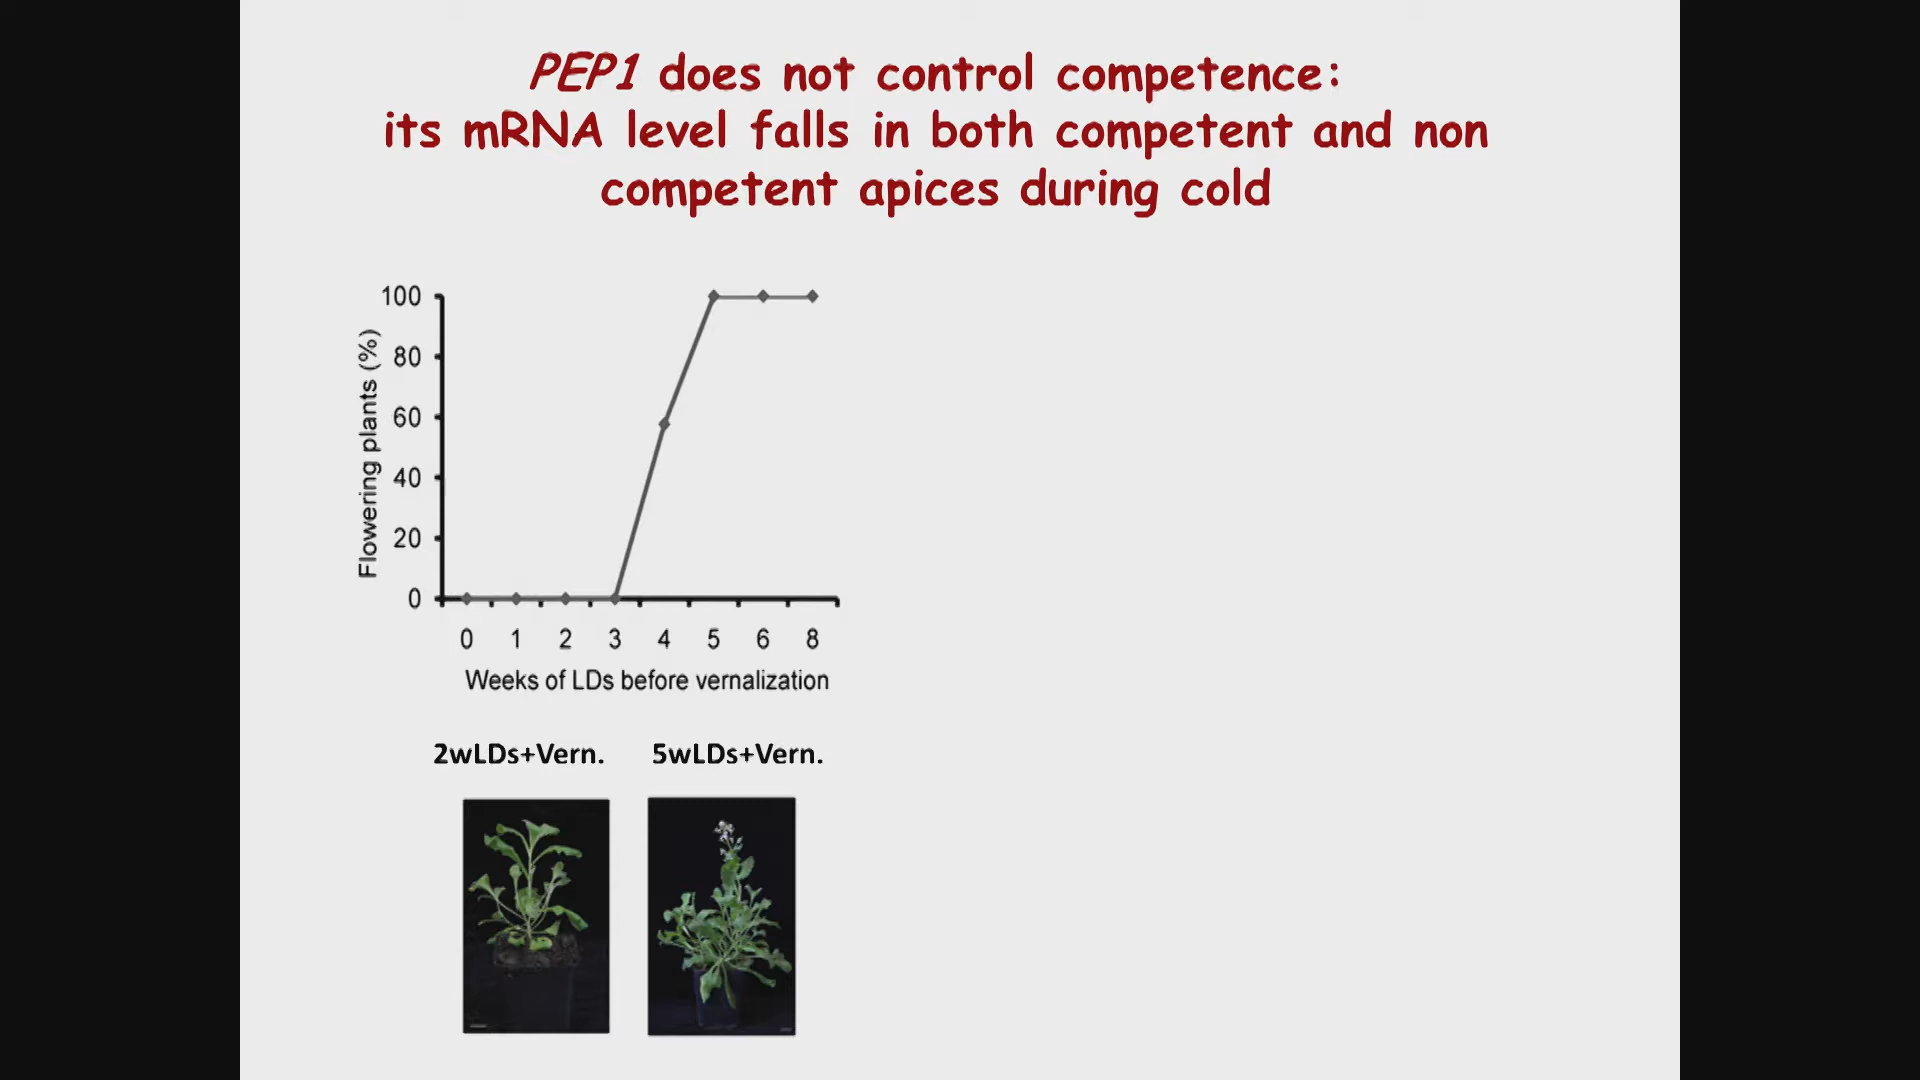 PEP1 does not control competence:
its mRNA level falls in both competent and non
competent apices during cold
Flowering plants (%)
100
80
60
40
20
0
0 1 2 3 4 5 6 8
Weeks of LDs before vernalization
2wLDs+Vern. 5wLDs+Vern.